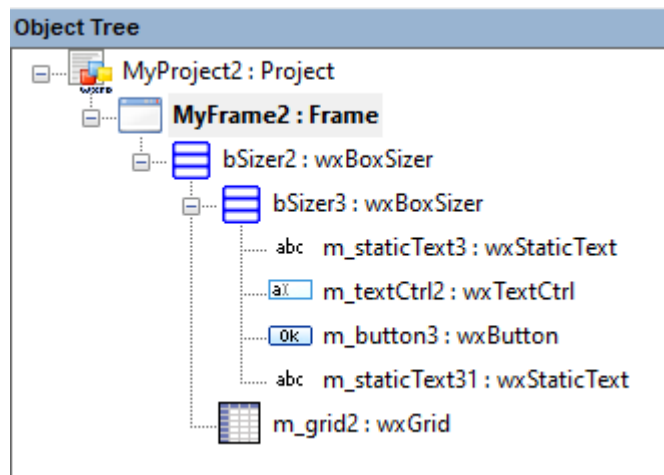 Object Tree
MyProject2 : Project
wxFB
MyFrame2 : Frame
bSizer2 : wxBoxSizer
bSizer3 : wxBoxSizer
abc m_staticText3 : wxStaticText
a m_textCtrl2 : wxTextCtrl
Ok m_button3 : wxButton
abc m_staticText31 : wxStaticText
m_grid2 : wxGrid